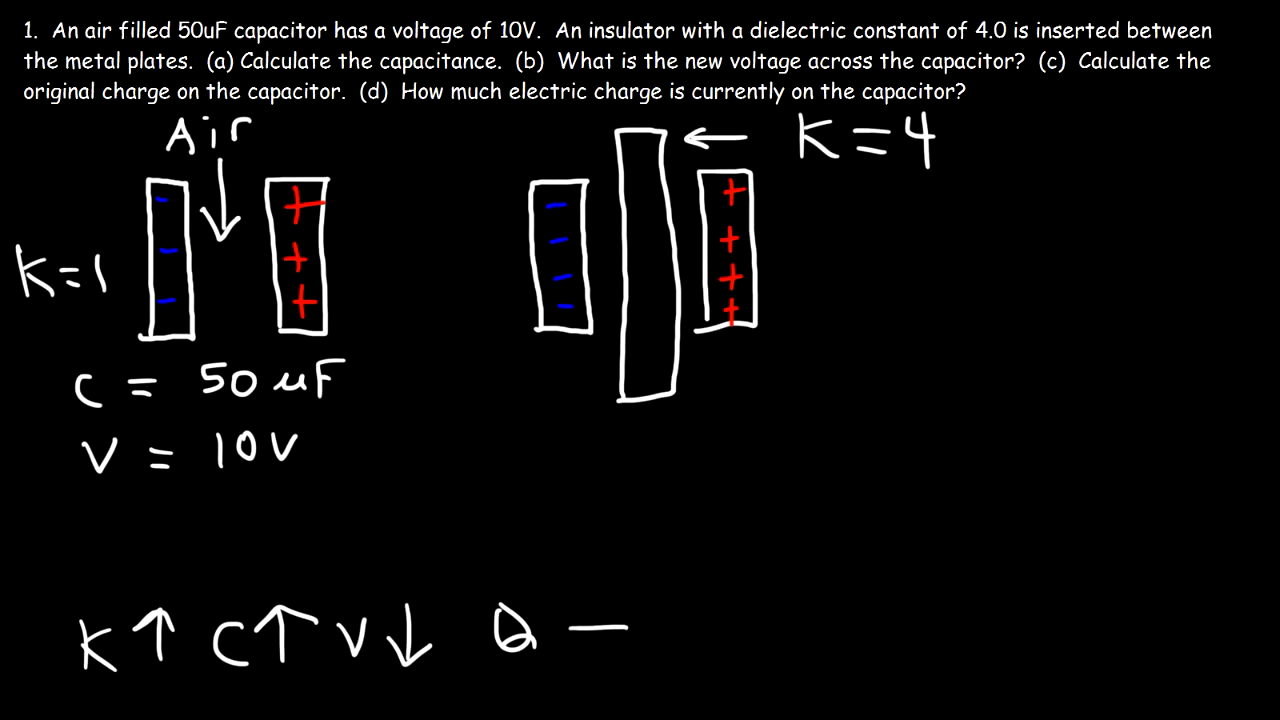 1. An air filled 50uF capacitor has a voltage of 10V. An insulator with a dielectric constant of 4.0 is inserted between
the metal plates. (a) Calculate the capacitance. (b) What is the new voltage across the capacitor? (c) Calculate the
original charge on the capacitor. (d) How much electric charge is currently on the capacitor?
Air
K = 4
- + - +
- + - +
K = 1
- + - +
- +
C = 50 uF
V = 10V
K ↑ C ↑ V ↓ Q —